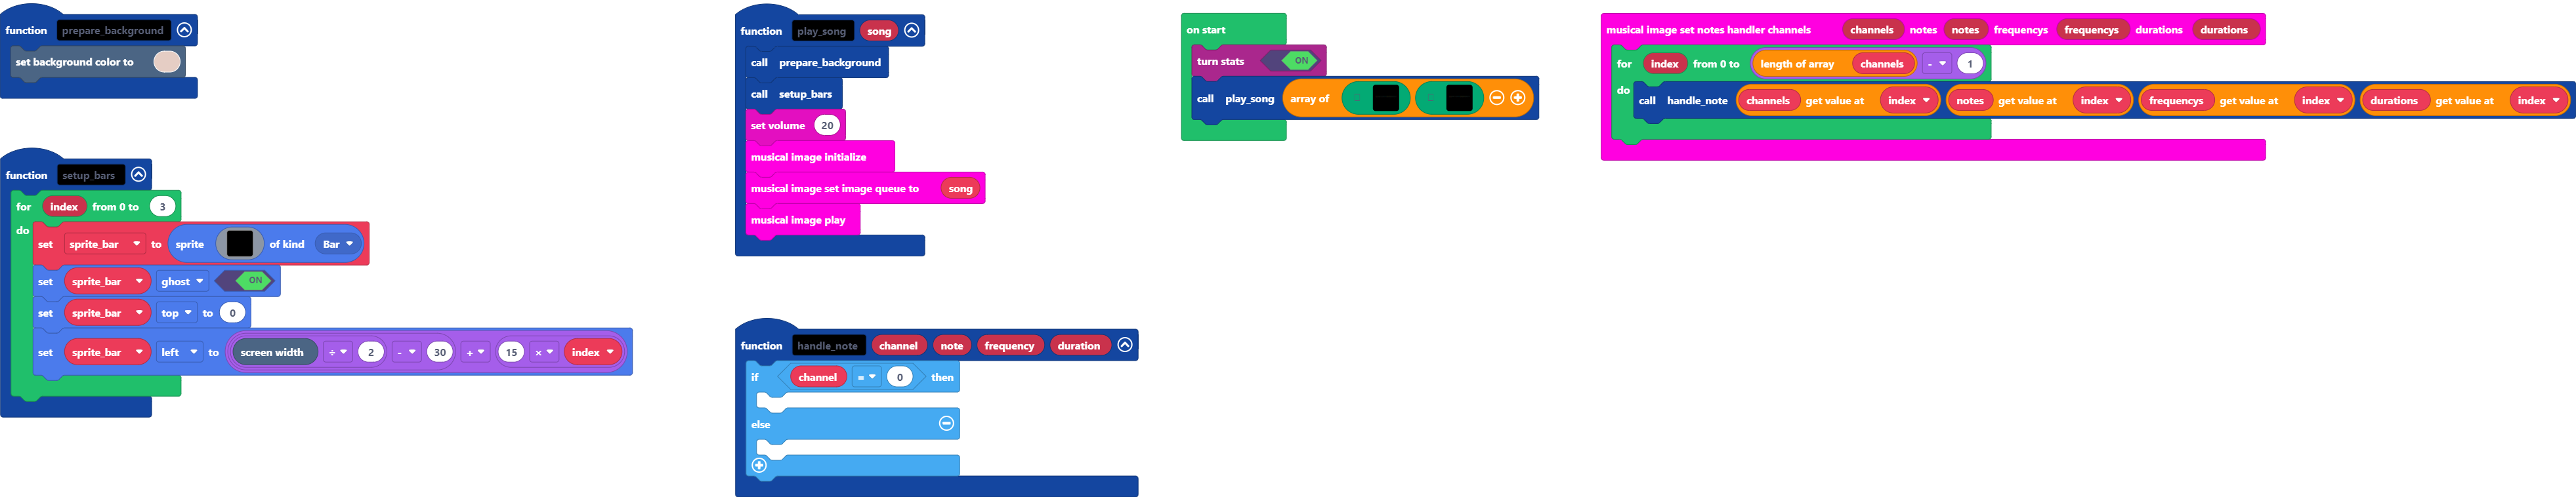 function prepare_background
set background color to
function setup_bars
for index from 0 to 3
do
set sprite_bar to sprite of kind Bar
set sprite_bar ghost ON
set sprite_bar top to 0
set sprite_bar left to screen width ÷ 2 - 30 + 15 × index
function play_song song
call prepare_background
call setup_bars
set volume 20
musical image initialize
musical image set image queue to song
musical image play
function handle_note channel note frequency duration
if channel = 0 then
else
on start
turn stats ON
call play_song array of
musical image set notes handler channels channels notes notes frequencys frequencys durations durations
for index from 0 to length of array channels - 1
do
call handle_note channels get value at index notes get value at index frequencys get value at index durations get value at index